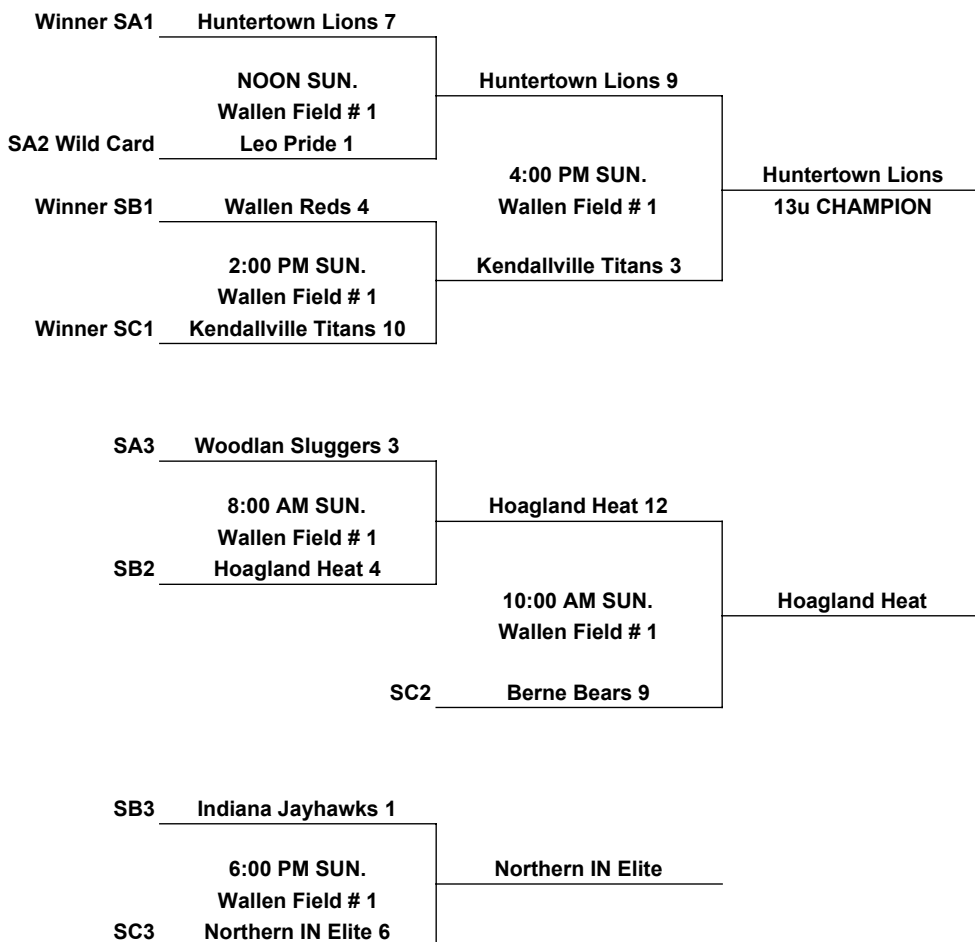 Winner SA1 Huntertown Lions 7
NOON SUN. Huntertown Lions 9
Wallen Field # 1
SA2 Wild Card Leo Pride 1
4:00 PM SUN. Huntertown Lions
Winner SB1 Wallen Reds 4 Wallen Field # 1 13u CHAMPION
2:00 PM SUN. Kendallville Titans 3
Wallen Field # 1
Winner SC1 Kendallville Titans 10
SA3 Woodlan Sluggers 3
8:00 AM SUN. Hoagland Heat 12
Wallen Field # 1
SB2 Hoagland Heat 4
10:00 AM SUN. Hoagland Heat
Wallen Field # 1
SC2 Berne Bears 9
SB3 Indiana Jayhawks 1
6:00 PM SUN. Northern IN Elite
Wallen Field # 1
SC3 Northern IN Elite 6